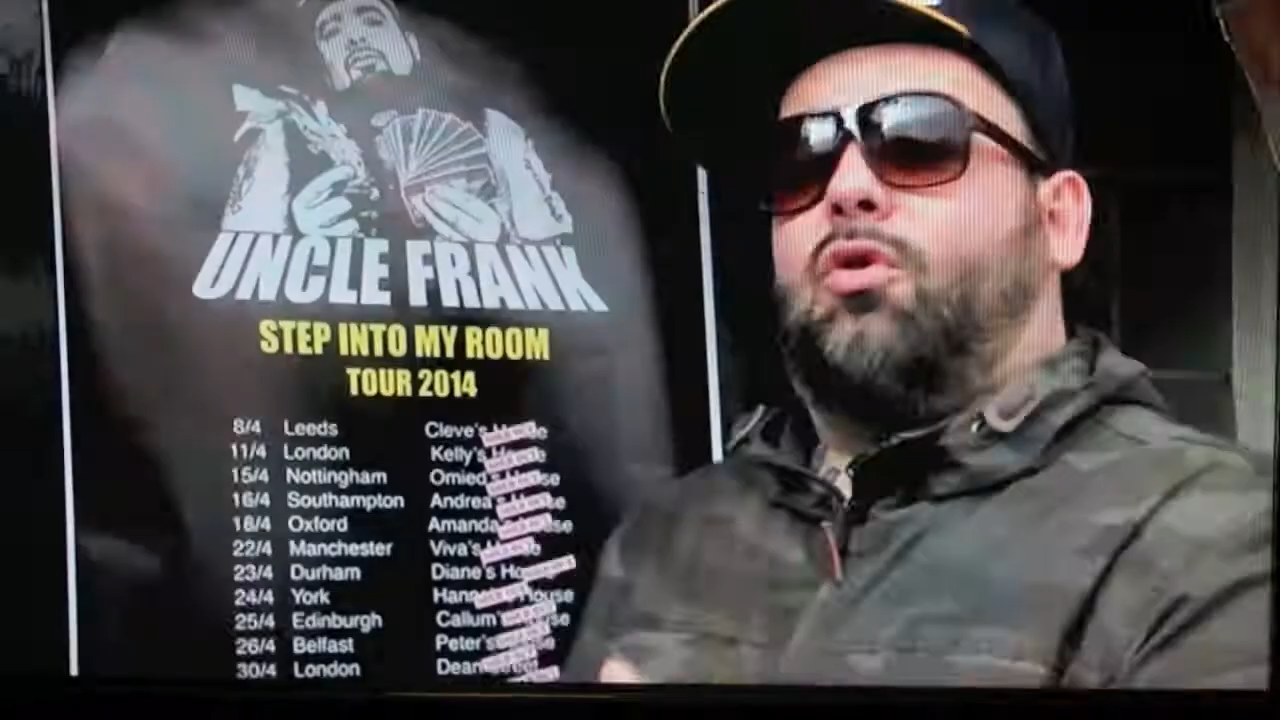 UNCLE FRANK
STEP INTO MY ROOM
TOUR 2014
8/4 Leeds Cleve's
11/4 London Kelly's
15/4 Nottingham Omied's
16/4 Southampton Andrea's
18/4 Oxford Amanda's
22/4 Manchester Viva's
23/4 Durham Diane's House
24/4 York House
25/4 Edinburgh Callum's
26/4 Belfast Peter's
30/4 London Dean